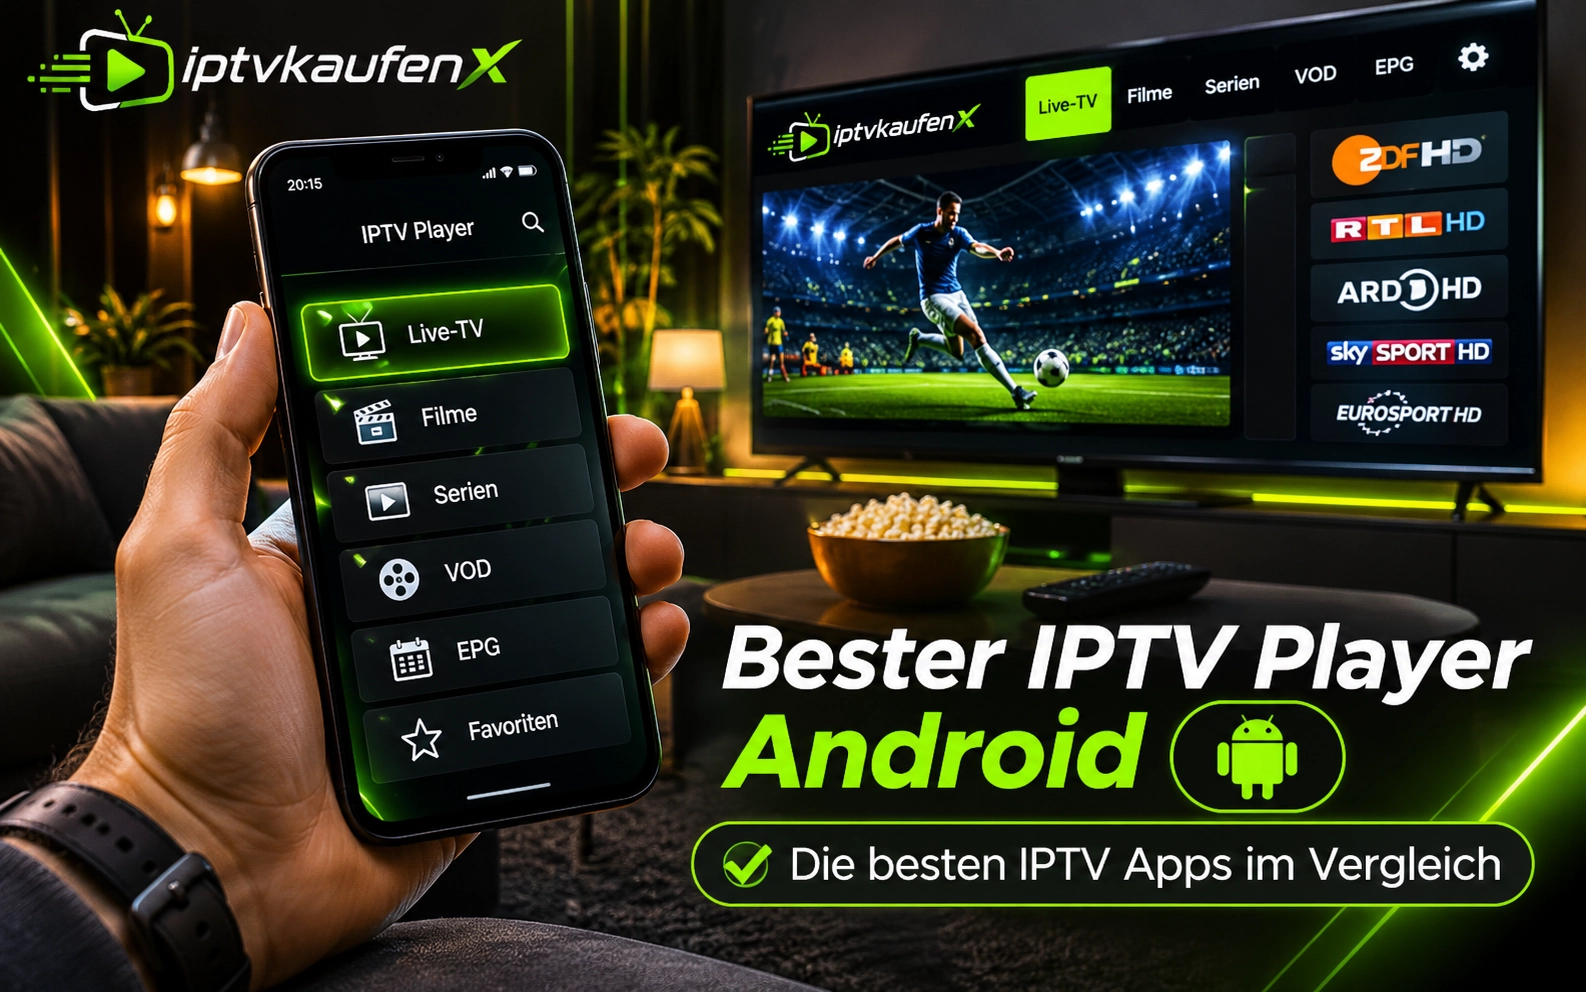 iptvkaufenX
20:15
IPTV Player
Live-TV
Filme
Serien
VOD
EPG
Favoriten
iptvkaufenX
Live-TV
Filme
Serien
VOD
EPG
ZDF HD
RTL HD
ARD HD
sky SPORT HD
EUROSPORT HD
Bester IPTV Player
Android
Die besten IPTV Apps im Vergleich